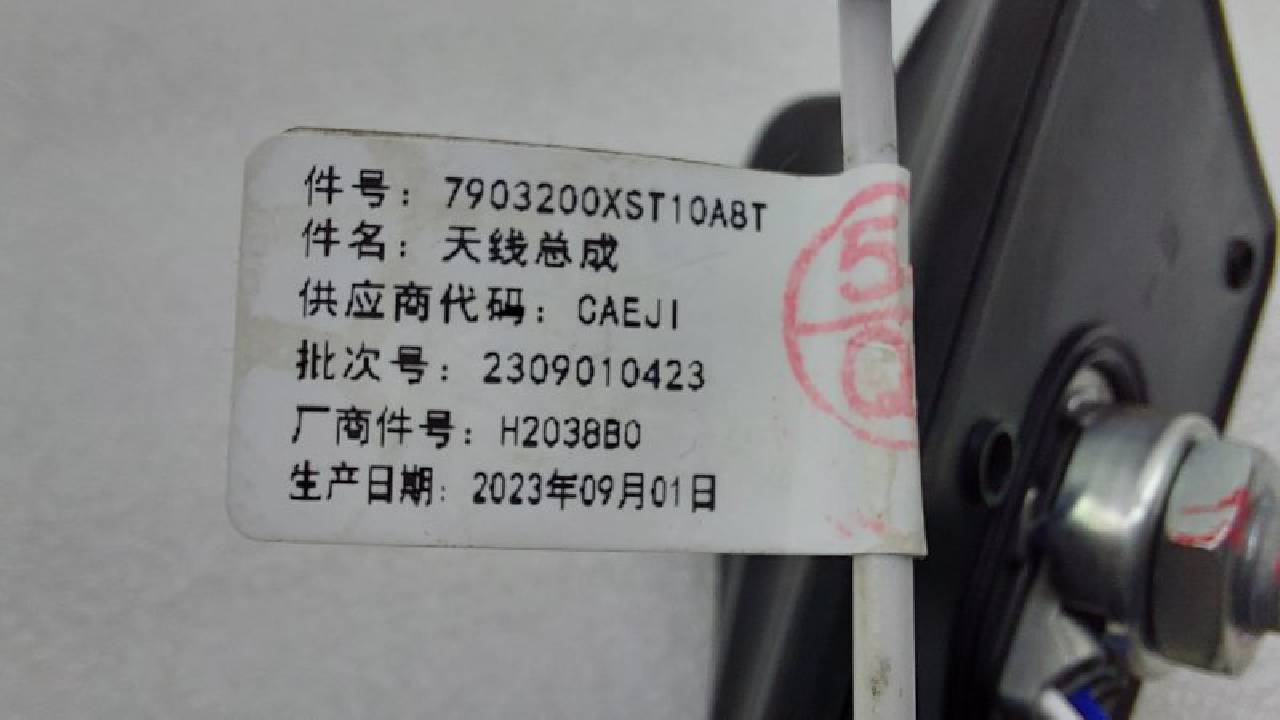 件号：7903200XST10A8T
件名：天线总成
供应商代码：CAEJI
批次号：2309010423
厂商件号：H2038B0
生产日期：2023年09月01日
5
Q